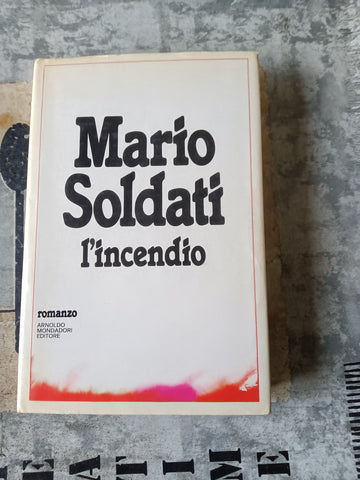 Mario
Soldati
l'incendio
romanzo
ARNOLDO
MONDADORI
EDITORE